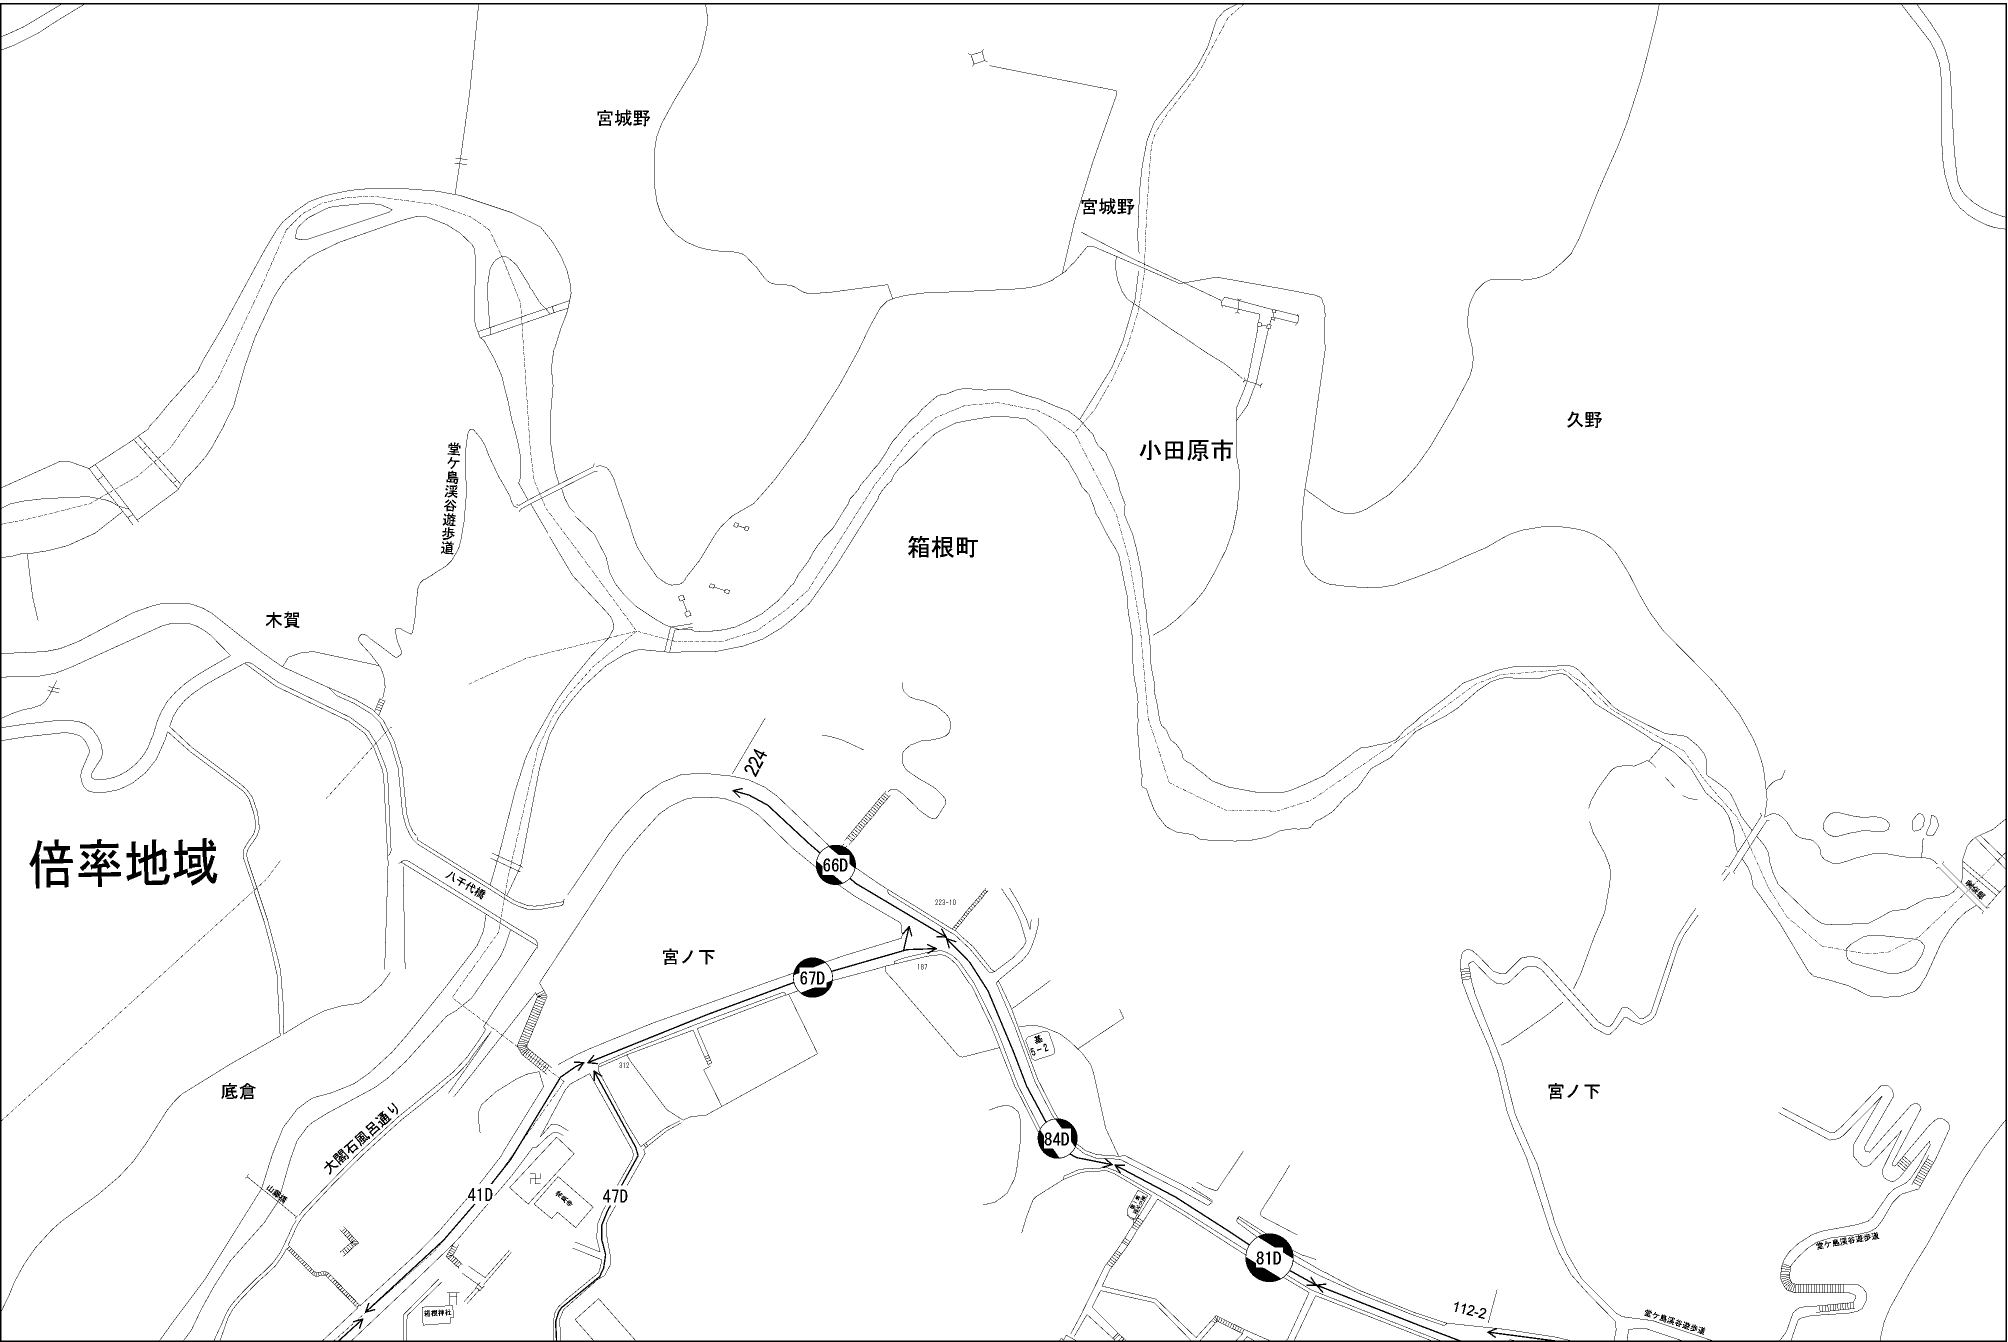 宮城野
宮城野
久野
小田原市
堂ケ島渓谷遊歩道
箱根町
木賀
224
倍率地域
66D
八千代橋
223-10
宮ノ下
187
67D
基
5-2
312
底倉
宮ノ下
大閤石風呂通り
84D
41D
47D
81D
堂ケ島渓谷遊歩道
箱根神社
112-2
堂ケ島渓谷遊歩道